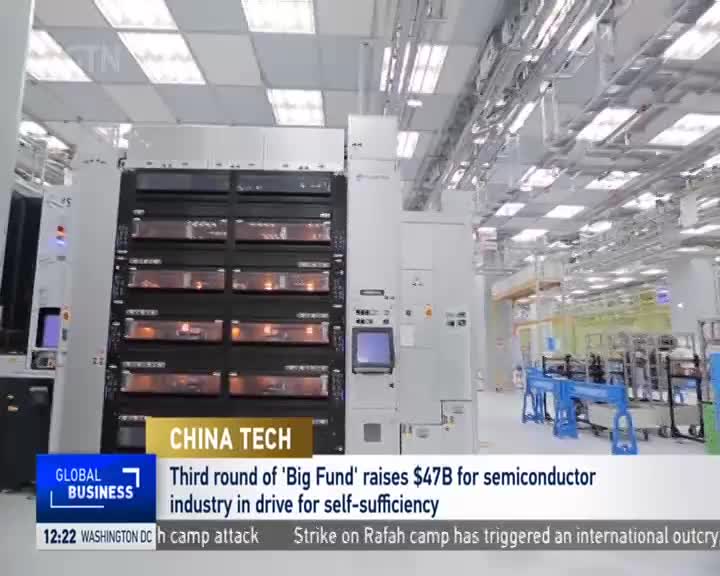 CHINA TECH
GLOBAL
BUSINESS
Third round of 'Big Fund' raises $47B for semiconductor
industry in drive for self-sufficiency
12:22 WASHINGTON DC
h camp attack Strike on Rafah camp has triggered an international outcry,